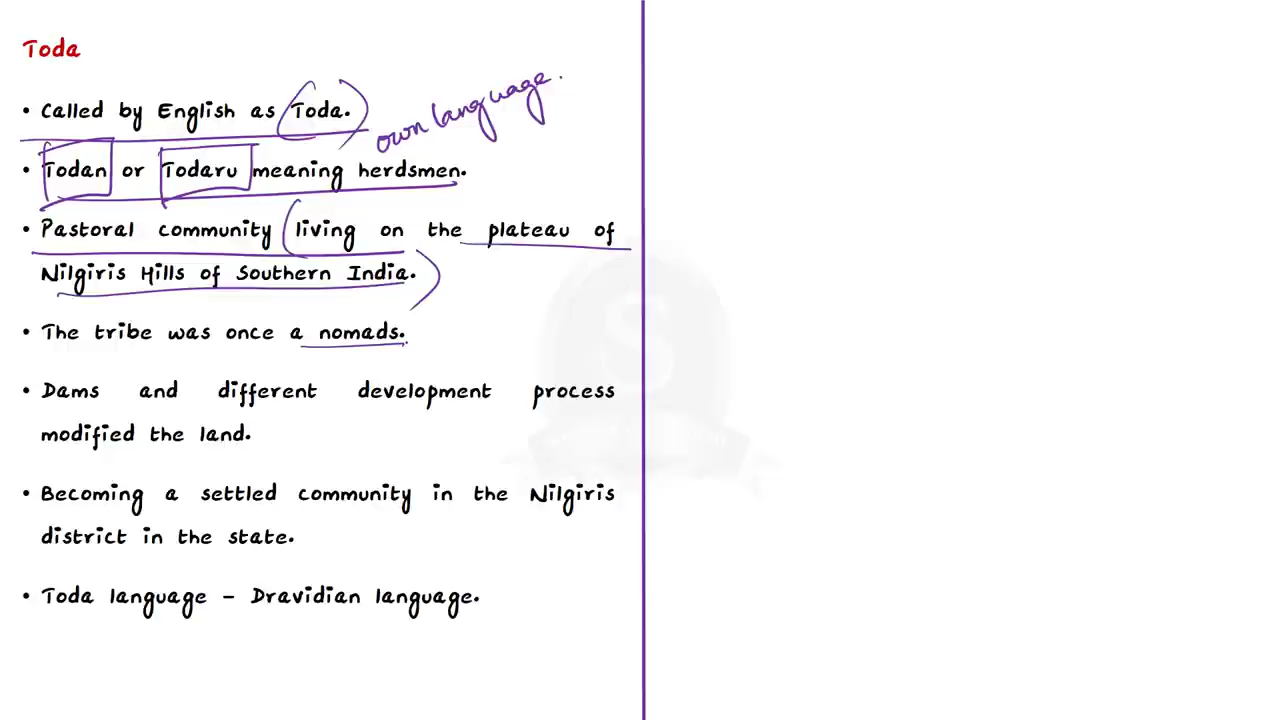 Toda
• Called by English as Toda.
own language.
• Todan or Todaru meaning herdsmen.
• Pastoral community living on the plateau of
Nilgiris Hills of Southern India.
• The tribe was once a nomads.
• Dams and different development process
modified the land.
• Becoming a settled community in the Nilgiris
district in the state.
• Toda language – Dravidian language.